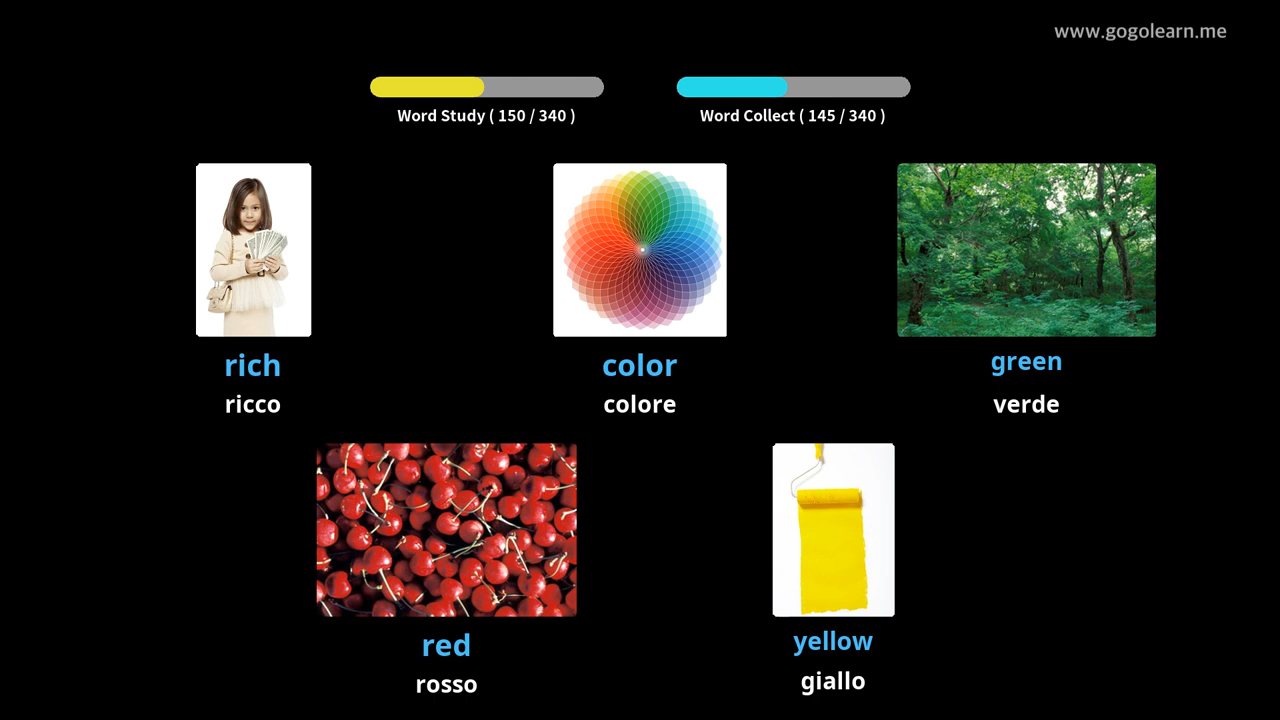 www.gogolearn.me
Word Study ( 150 / 340 )
Word Collect ( 145 / 340 )
rich
ricco
color
colore
green
verde
red
rosso
yellow
giallo